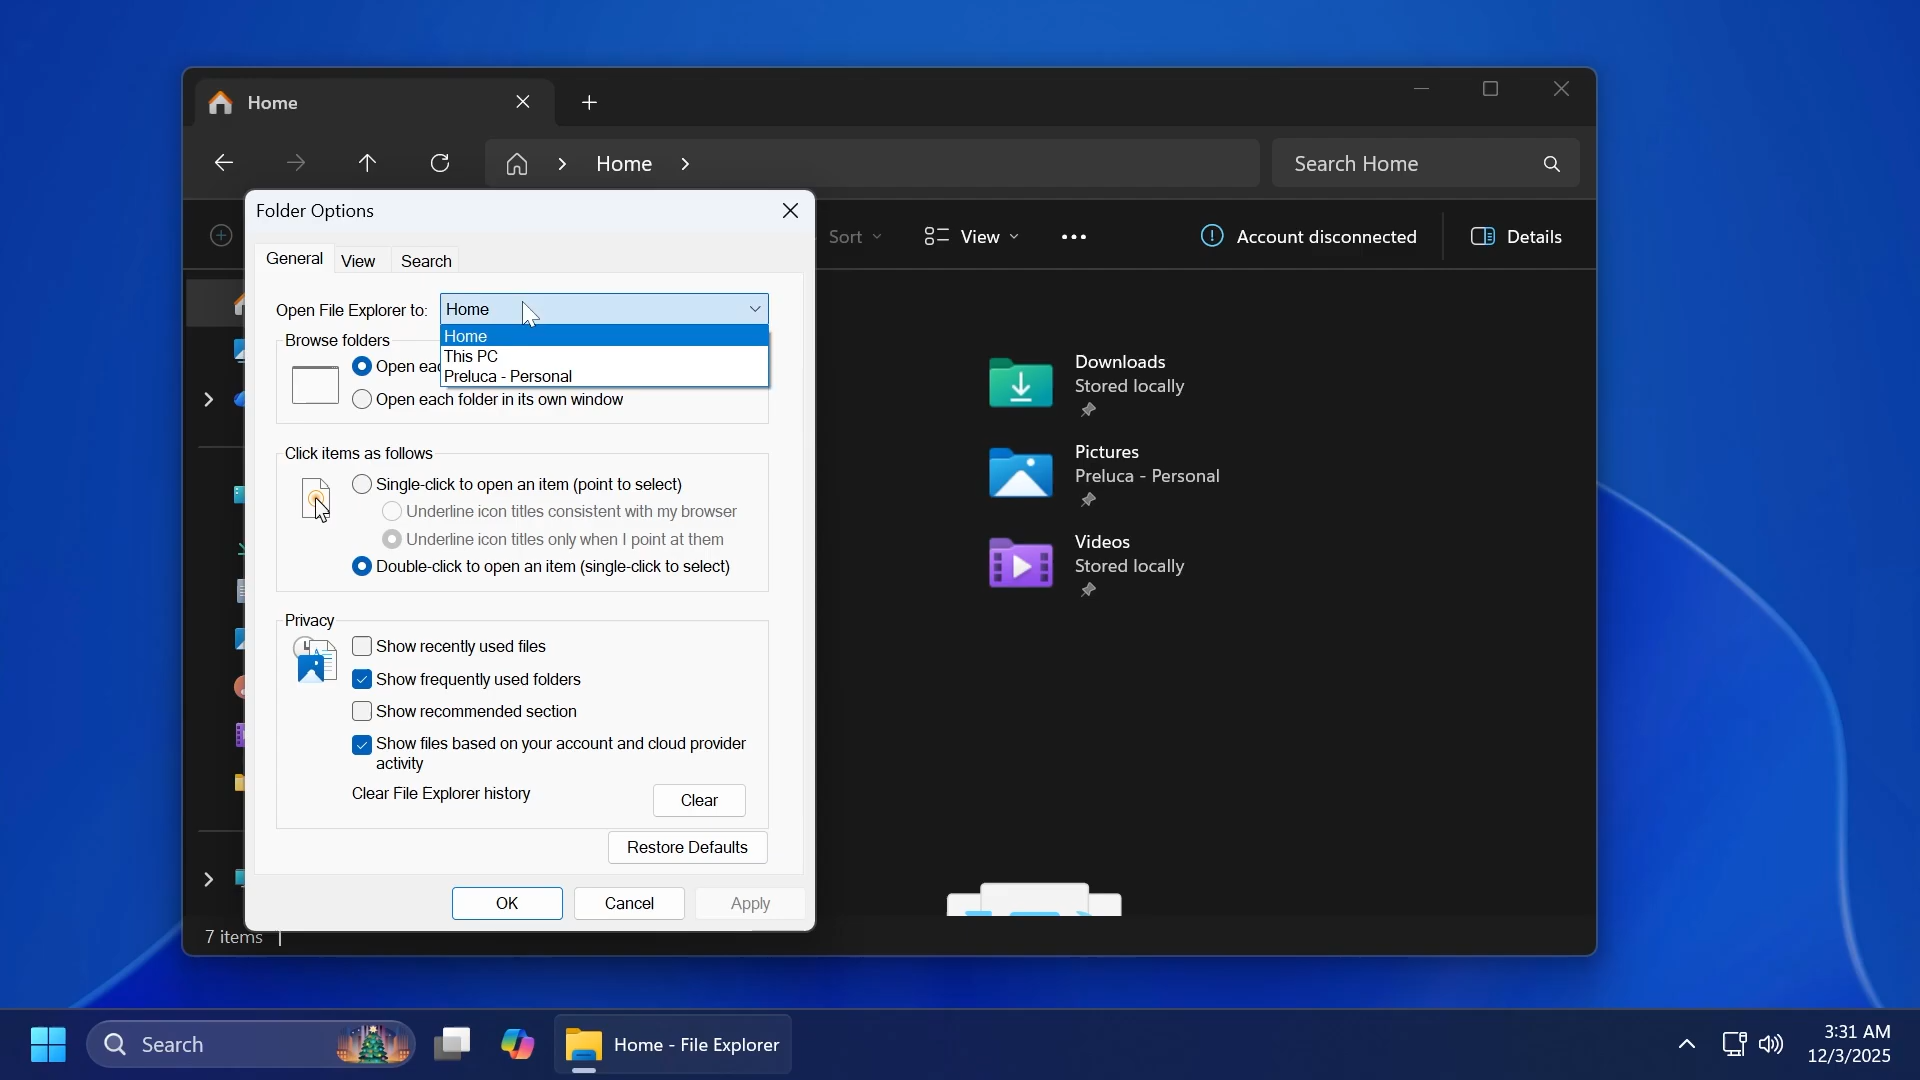 Home
Home
Search Home
Folder Options
Sort
View
Account disconnected
Details
General
View
Search
Open File Explorer to:
Home
Home
This PC
Preluca - Personal
Browse folders
Open eac
Open each folder in its own window
Click items as follows
Single-click to open an item (point to select)
Underline icon titles consistent with my browser
Underline icon titles only when I point at them
Double-click to open an item (single-click to select)
Privacy
Show recently used files
Show frequently used folders
Show recommended section
Show files based on your account and cloud provider
activity
Clear File Explorer history
Clear
Restore Defaults
OK
Cancel
Apply
Downloads
Stored locally
Pictures
Preluca - Personal
Videos
Stored locally
7 items
Search
Home - File Explorer
3:31 AM
12/3/2025